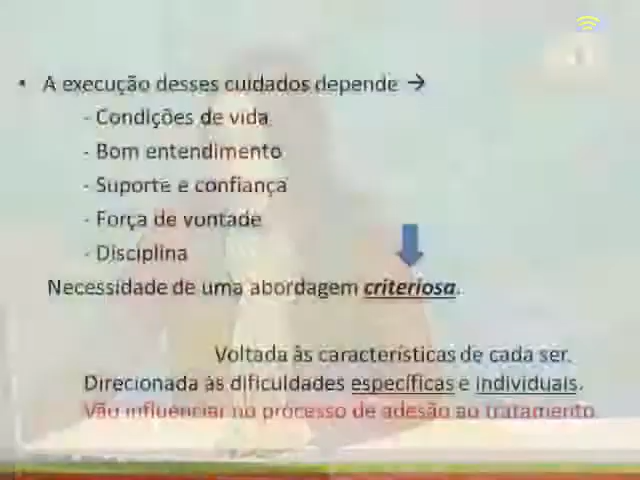 • A execução desses cuidados depende →
- Condições de vida
- Bom entendimento
- Suporte e confiança
- Força de vontade
- Disciplina
Necessidade de uma abordagem criteriosa.
Voltada às características de cada ser.
Direcionada às dificuldades específicas e individuais.
Vão influenciar no processo de adesão ao tratamento